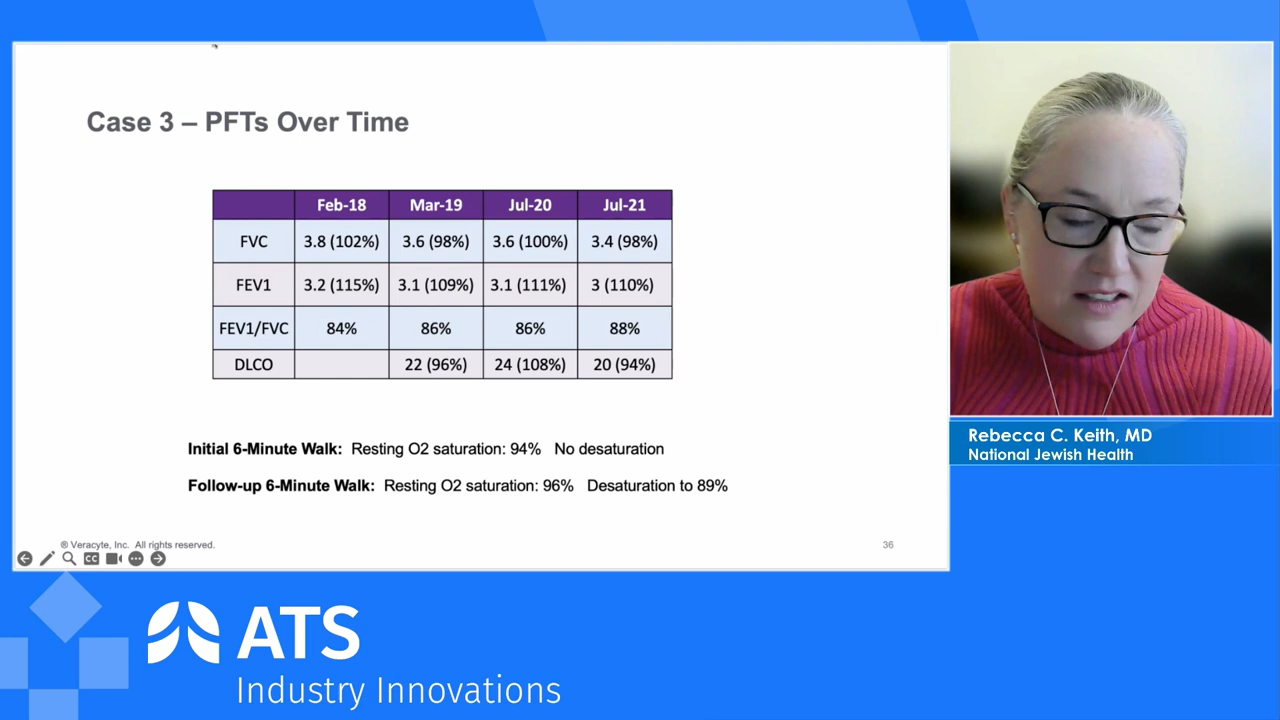 Case 3 – PFTs Over Time
Feb-18 Mar-19 Jul-20 Jul-21
FVC 3.8 (102%) 3.6 (98%) 3.6 (100%) 3.4 (98%)
FEV1 3.2 (115%) 3.1 (109%) 3.1 (111%) 3 (110%)
FEV1/FVC 84% 86% 86% 88%
DLCO 22 (96%) 24 (108%) 20 (94%)
Initial 6-Minute Walk: Resting O2 saturation: 94% No desaturation
Follow-up 6-Minute Walk: Resting O2 saturation: 96% Desaturation to 89%
® Veracyte, Inc. All rights reserved.
36
CC
Rebecca C. Keith, MD
National Jewish Health
ATS
Industry Innovations